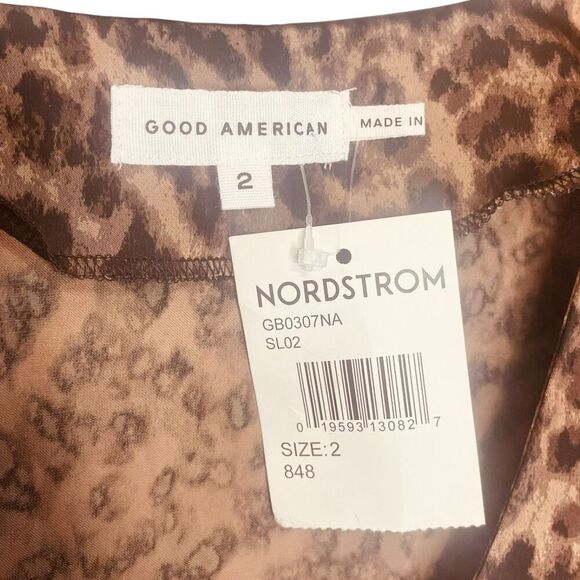 GOOD AMERICAN
MADE IN
2
NORDSTROM
GB0307NA
SL02
0 19593 13082 7
SIZE: 2
848